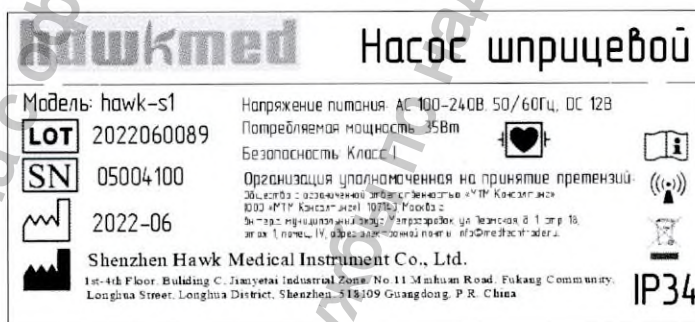 hawkmed
Насос шприцевой
Модель: hawk-s1
LOT 2022060089
SN 05004100
2022-06
Напряжение питания: AC 100-240В, 50/60Гц, DC 12В
Потребляемая мощность: 35Вт
Безопасность: Класс I
Организация уполномоченная на принятие претензий:
Shenzhen Hawk Medical Instrument Co., Ltd.
1st-4th Floor, Buliding C, Jianyetai Industrial Zone, No.11 Minhuan Road, Fukang Community,
Longhua Street, Longhua District, Shenzhen 518109 Guangdong, P.R. China
IP34